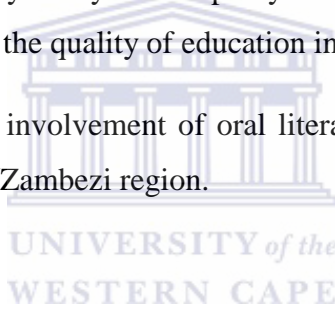 the quality of education in
involvement of oral litera
Zambezi region.
UNIVERSITY of the
WESTERN CAPE